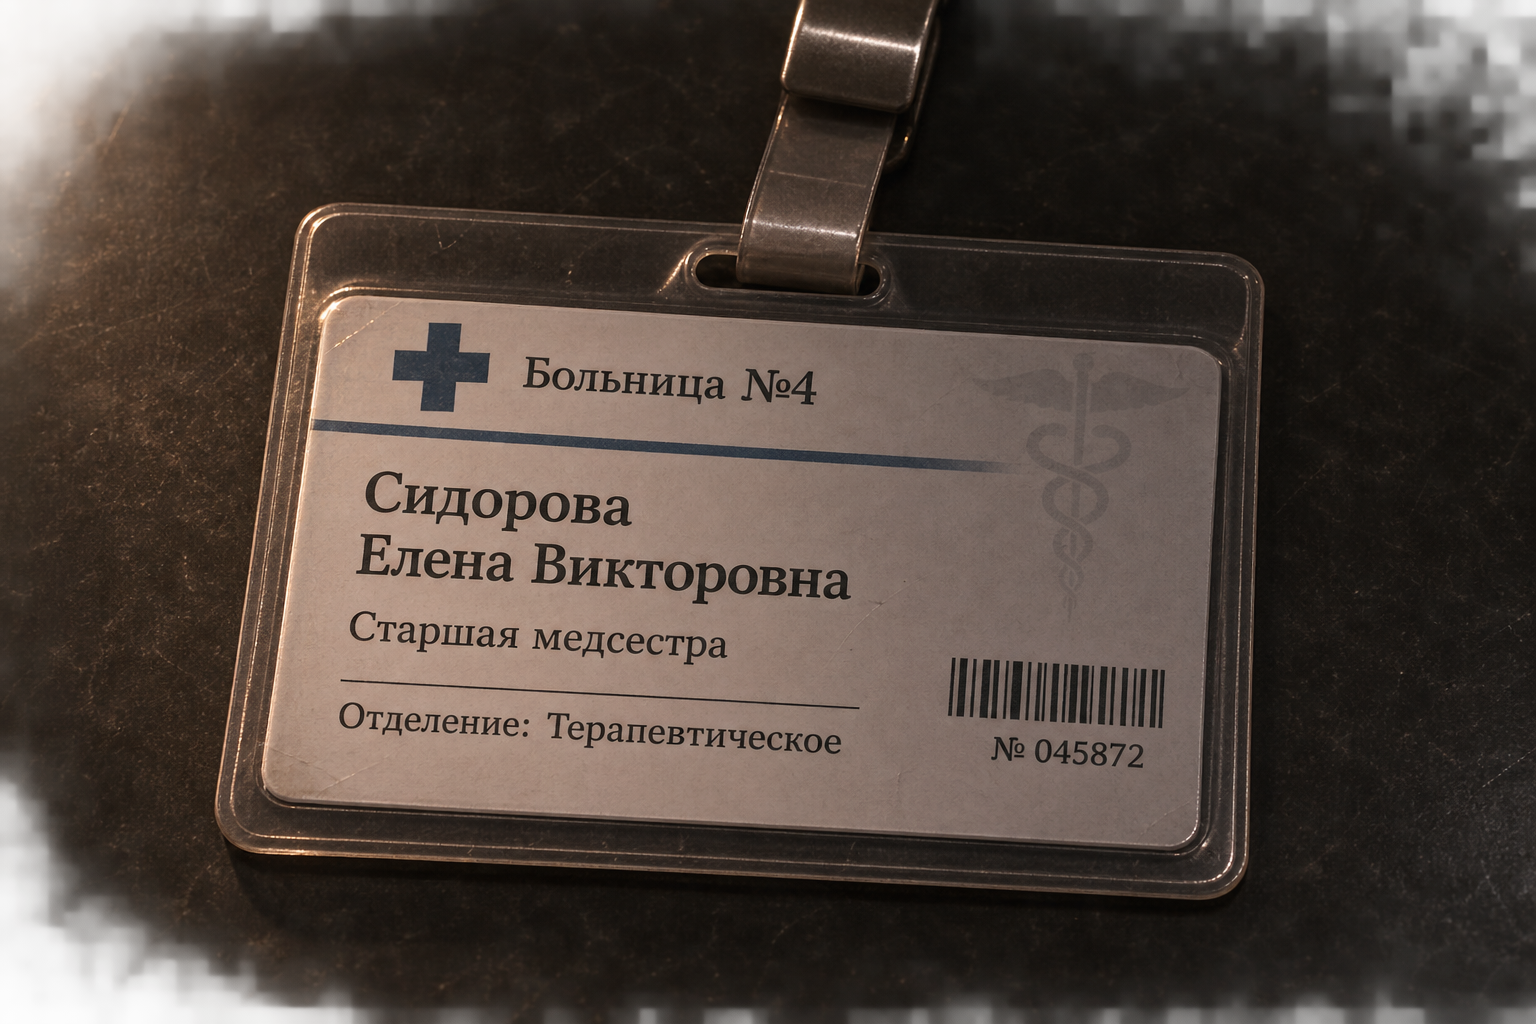 Больница №4
Сидорова
Елена Викторовна
Старшая медсестра
Отделение: Терапевтическое
№ 045872